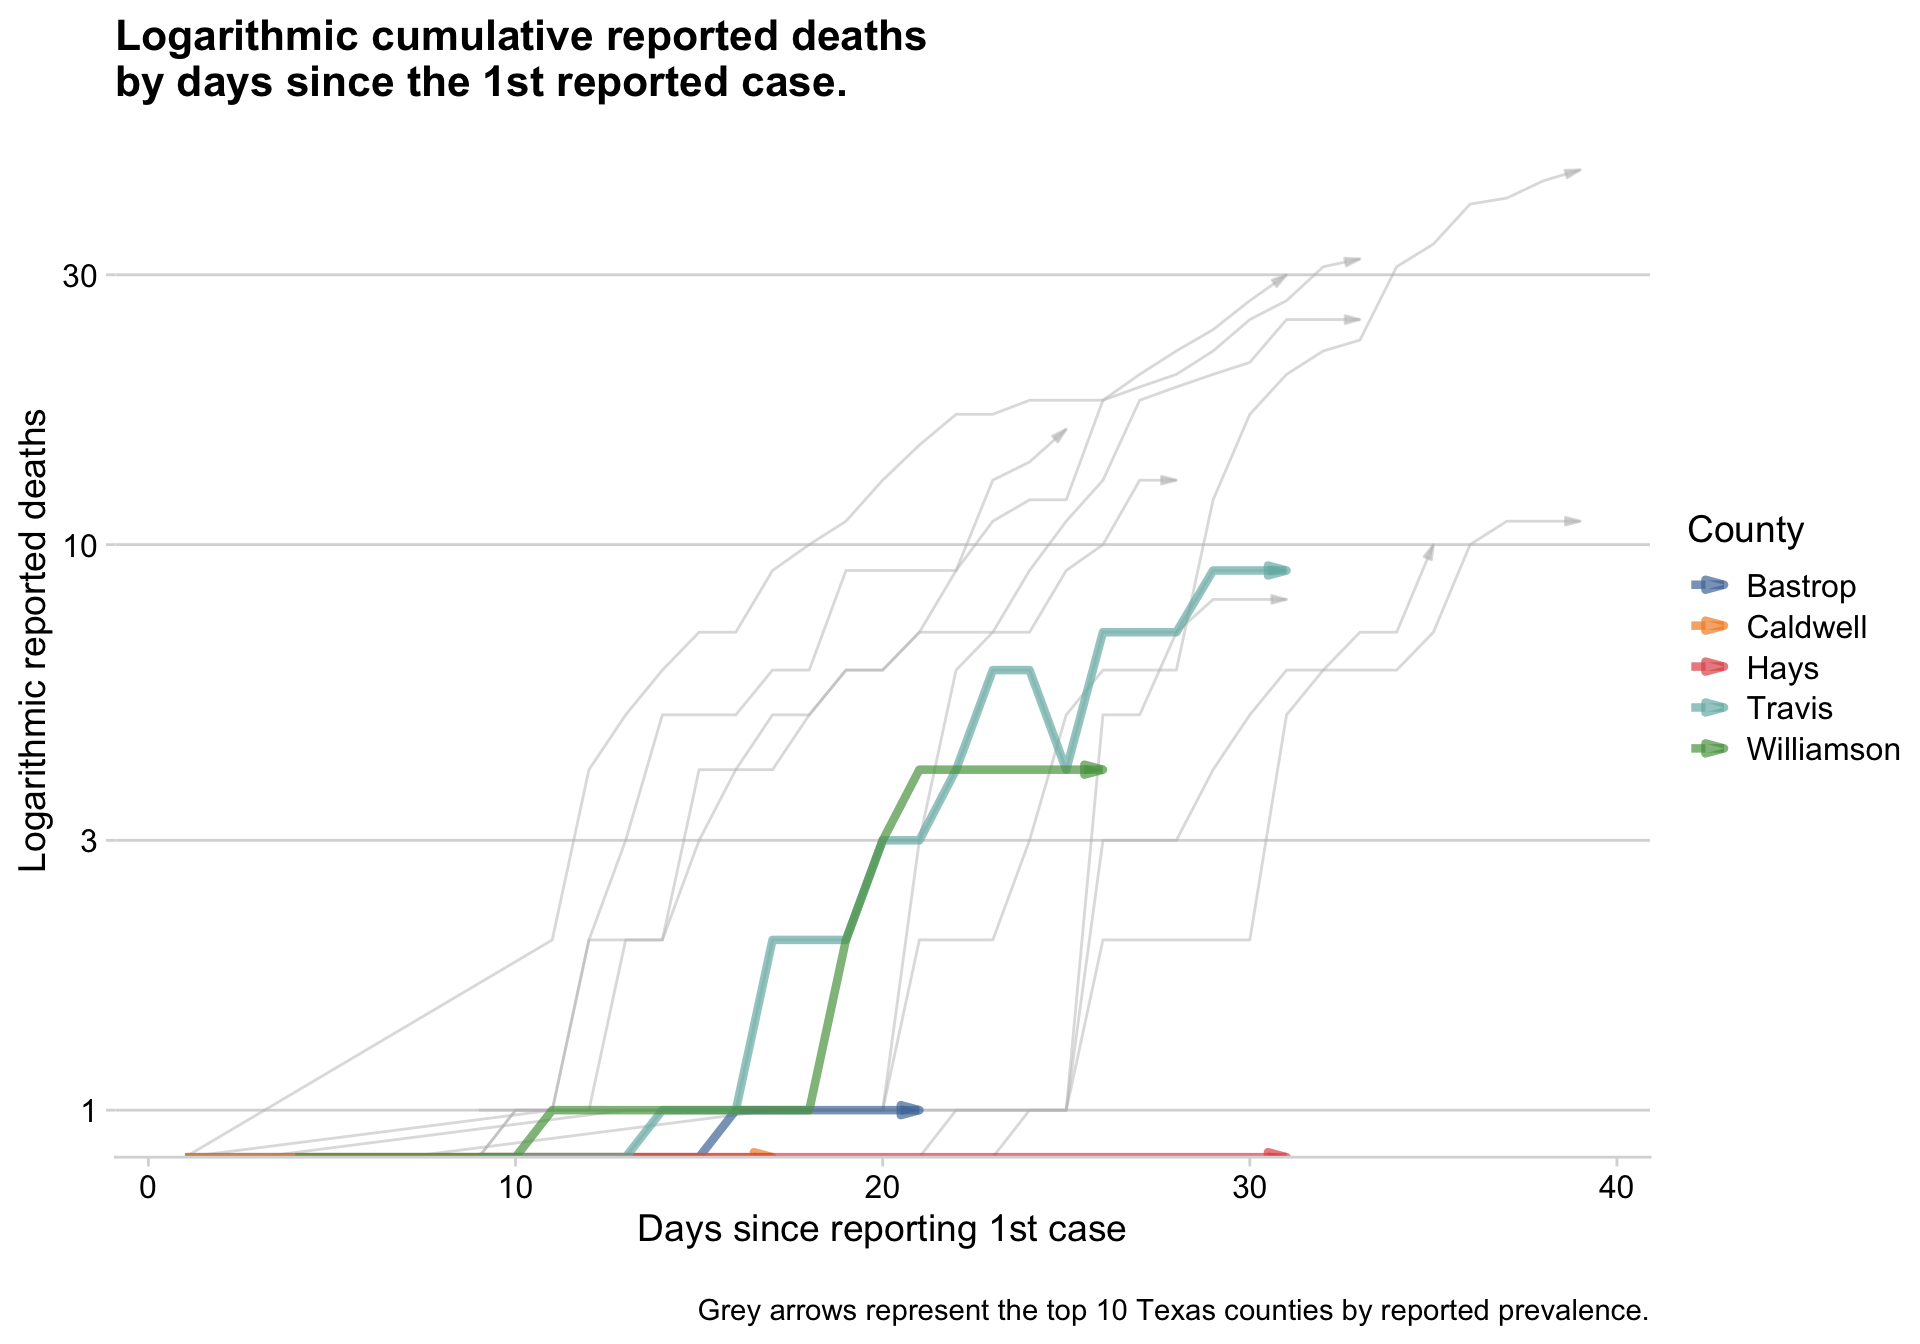 Logarithmic cumulative reported deaths
by days since the 1st reported case.
Logarithmic reported deaths
30
10
3
1
0
10
20
30
40
Days since reporting 1st case
County
Bastrop
Caldwell
Hays
Travis
Williamson
Grey arrows represent the top 10 Texas counties by reported prevalence.